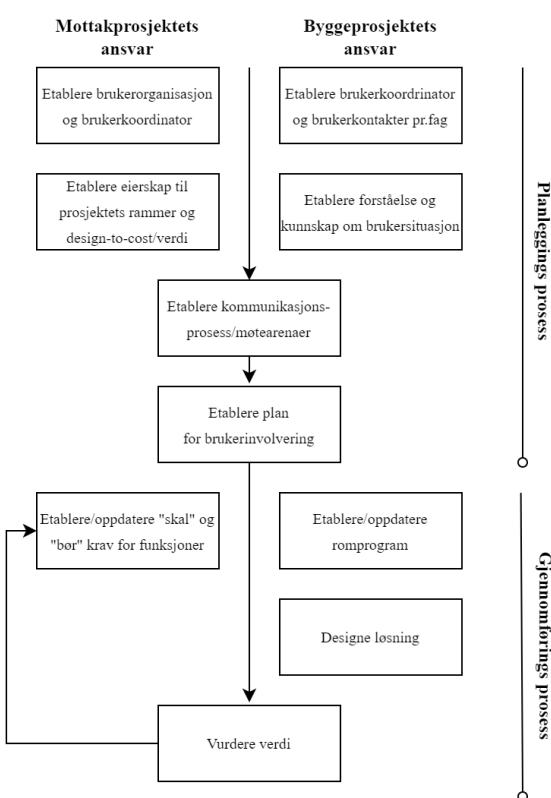 Mottakprosjektets
ansvar
Byggeprosjektets
ansvar
Etablere brukerorganisasjon
og brukerkoordinator
Etablere brukerkoordrinator
og brukerkontakter pr.fag
Etablere eierskap til
prosjektets rammer og
design-to-cost/verdi
Etablere forståelse og
kunnskap om brukersituasjon
Etablere kommunikasjons-
prosess/møtearenaer
Etablere plan
for brukerinvolvering
Planleggings prosess
Etablere/oppdatere "skal" og
"bør" krav for funksjoner
Etablere/oppdatere
romprogram
Designe løsning
Vurdere verdi
Gjennomførings prosess